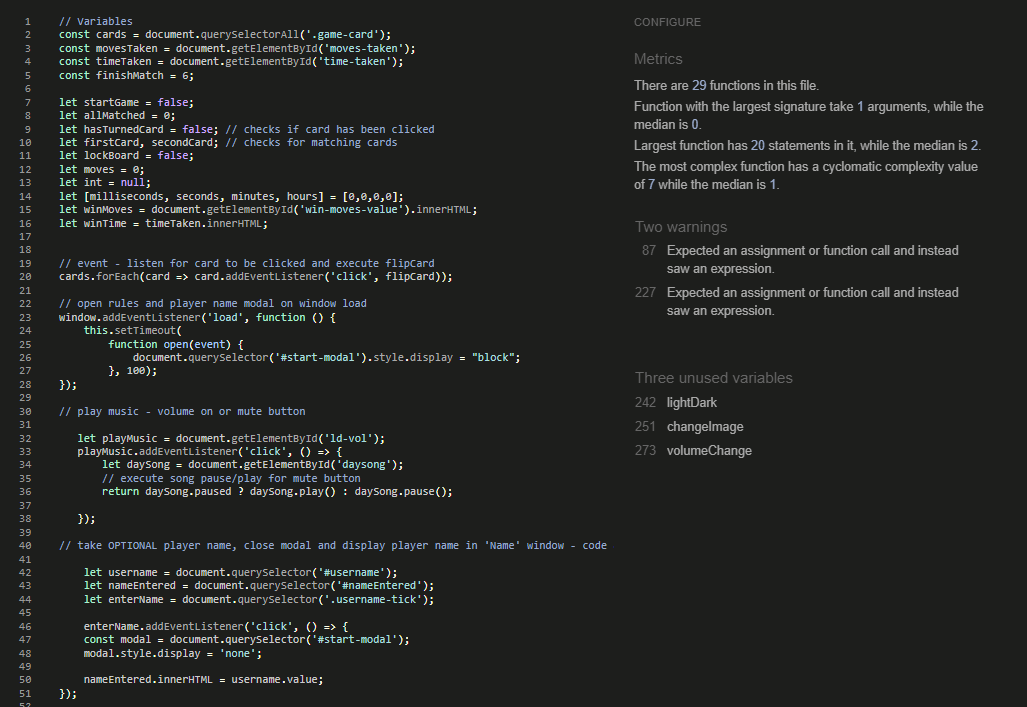 1 // Variables
2 const cards = document.querySelectorAll('.game-card');
3 const movesTaken = document.getElementById('moves-taken');
4 const timeTaken = document.getElementById('time-taken');
5 const finishMatch = 6;
6
7 let startGame = false;
8 let allMatched = 0;
9 let hasTurnedCard = false; // checks if card has been clicked
10 let firstCard, secondCard; // checks for matching cards
11 let lockBoard = false;
12 let moves = 0;
13 let int = null;
14 let [milliseconds, seconds, minutes, hours] = [0,0,0,0];
15 let winMoves = document.getElementById('win-moves-value').innerHTML;
16 let winTime = timeTaken.innerHTML;
17
18
19 // event - listen for card to be clicked and execute flipCard
20 cards.forEach(card => card.addEventListener('click', flipCard));
21
22 // open rules and player name modal on window load
23 window.addEventListener('load', function () {
24 this.setTimeout(
25 function open(event) {
26 document.querySelector('#start-modal').style.display = "block";
27 }, 100);
28 });
29
30 // play music - volume on or mute button
31
32 let playMusic = document.getElementById('ld-vol');
33 playMusic.addEventListener('click', () => {
34 let daySong = document.getElementById('daysong');
35 // execute song pause/play for mute button
36 return daySong.paused ? daySong.play() : daySong.pause();
37
38 });
39
40 // take OPTIONAL player name, close modal and display player name in 'Name' window - code
41
42 let username = document.querySelector('#username');
43 let nameEntered = document.querySelector('#nameEntered');
44 let enterName = document.querySelector('.username-tick');
45
46 enterName.addEventListener('click', () => {
47 const modal = document.querySelector('#start-modal');
48 modal.style.display = 'none';
49
50 nameEntered.innerHTML = username.value;
51 });
52
CONFIGURE
Metrics
There are 29 functions in this file.
Function with the largest signature take 1 arguments, while the
median is 0.
Largest function has 20 statements in it, while the median is 2.
The most complex function has a cyclomatic complexity value
of 7 while the median is 1.
Two warnings
87 Expected an assignment or function call and instead
saw an expression.
227 Expected an assignment or function call and instead
saw an expression.
Three unused variables
242 lightDark
251 changeImage
273 volumeChange